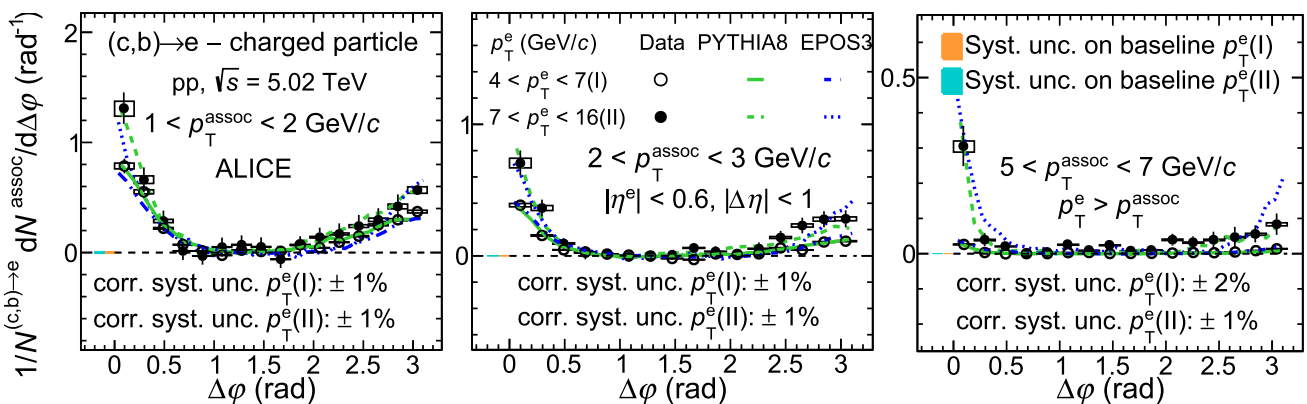 1/N^(c,b)→e dN^assoc/dΔφ (rad^-1)
2
1
0
(c,b)→e – charged particle
pp, √s = 5.02 TeV
1 < p_T^assoc < 2 GeV/c
ALICE
corr. syst. unc. p_T^e(I): ± 1%
corr. syst. unc. p_T^e(II): ± 1%
0 0.5 1 1.5 2 2.5 3
Δφ (rad)
1
0
p_T^e (GeV/c) Data PYTHIA8 EPOS3
4 < p_T^e < 7(I)
7 < p_T^e < 16(II)
2 < p_T^assoc < 3 GeV/c
|η^e| < 0.6, |Δη| < 1
corr. syst. unc. p_T^e(I): ± 1%
corr. syst. unc. p_T^e(II): ± 1%
0 0.5 1 1.5 2 2.5 3
Δφ (rad)
0.5
0
Syst. unc. on baseline p_T^e(I)
Syst. unc. on baseline p_T^e(II)
5 < p_T^assoc < 7 GeV/c
p_T^e > p_T^assoc
corr. syst. unc. p_T^e(I): ± 2%
corr. syst. unc. p_T^e(II): ± 1%
0 0.5 1 1.5 2 2.5 3
Δφ (rad)